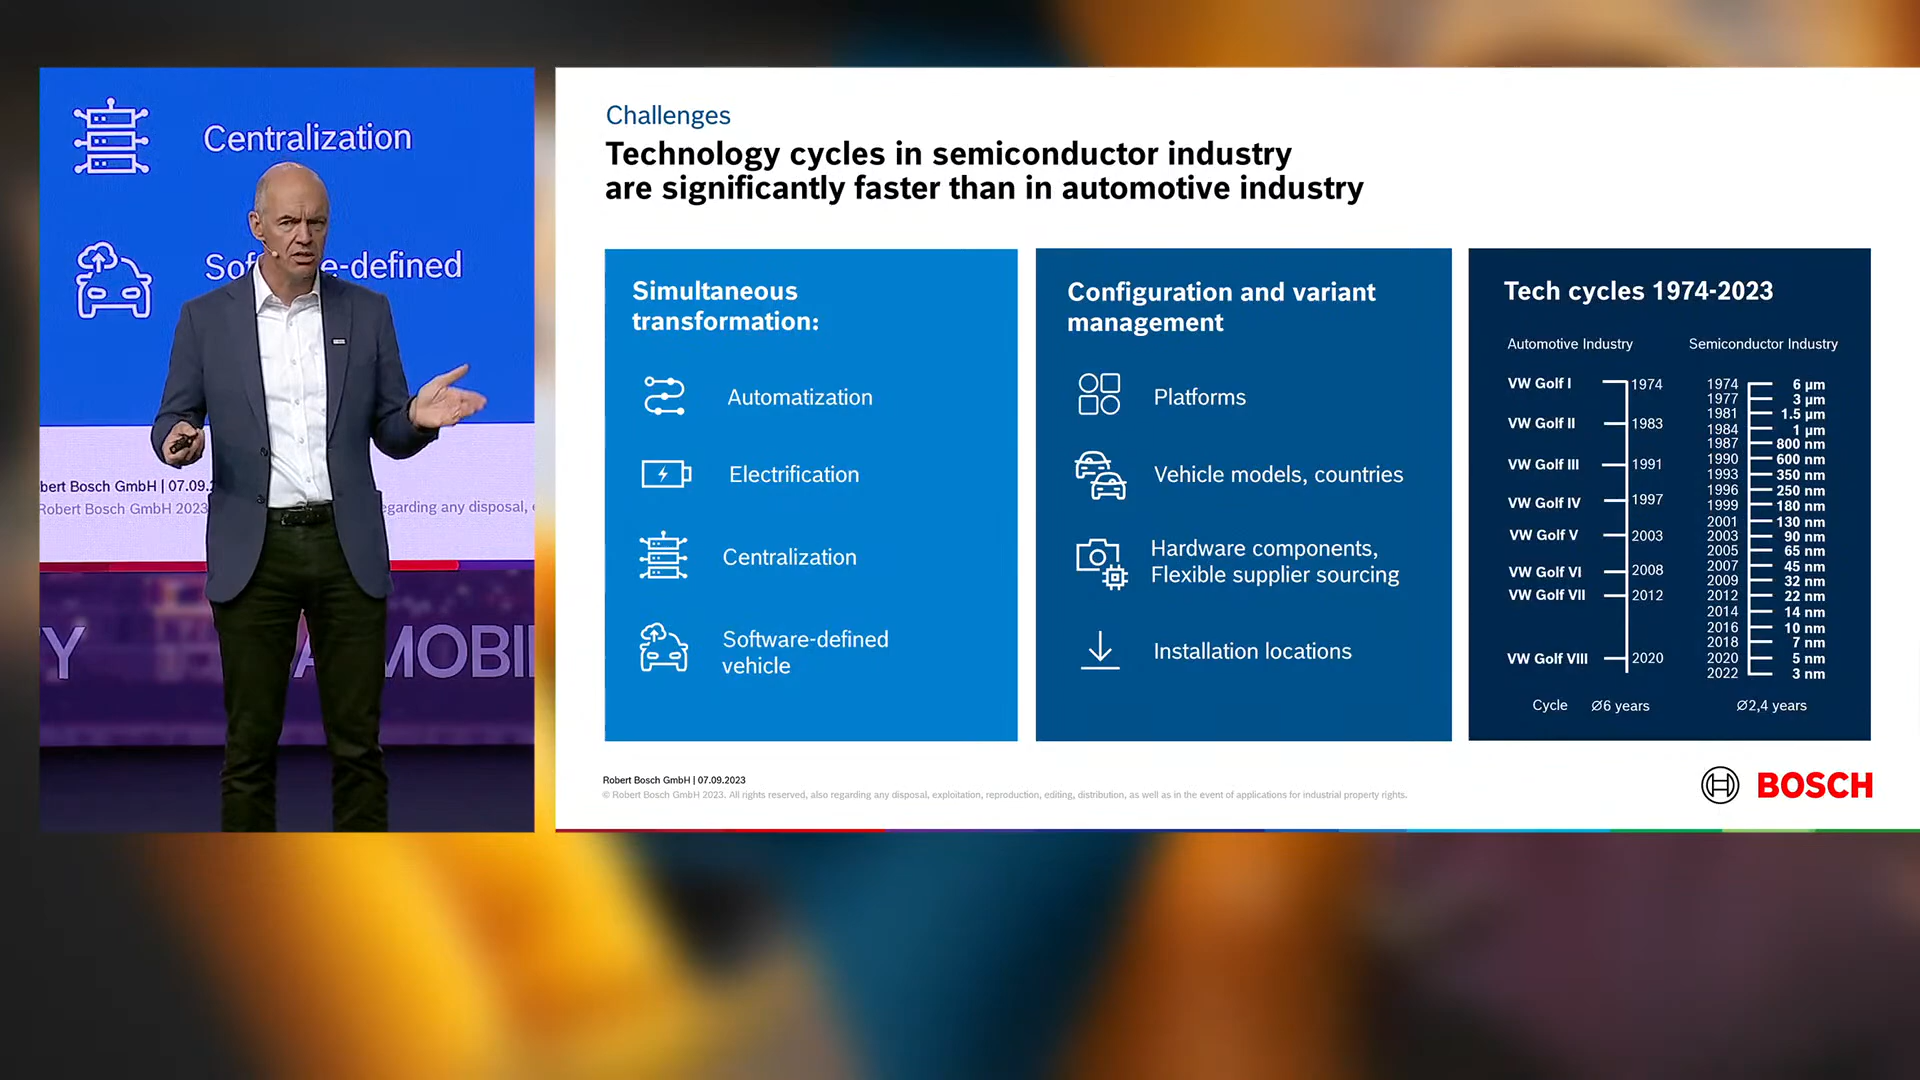 Centralization
Software-defined
bert Bosch GmbH | 07.09.2
Robert Bosch GmbH 2023
egarding any disposal, e
Y
MOBI
Challenges
Technology cycles in semiconductor industry
are significantly faster than in automotive industry
Simultaneous
transformation:
Automatization
Electrification
Centralization
Software-defined
vehicle
Configuration and variant
management
Platforms
Vehicle models, countries
Hardware components,
Flexible supplier sourcing
Installation locations
Tech cycles 1974-2023
Automotive Industry
VW Golf I 1974
VW Golf II 1983
VW Golf III 1991
VW Golf IV 1997
VW Golf V 2003
VW Golf VI 2008
VW Golf VII 2012
VW Golf VIII 2020
Semiconductor Industry
1974 6 µm
1977 3 µm
1981 1.5 µm
1984 1 µm
1987 800 nm
1990 600 nm
1993 350 nm
1996 250 nm
1999 180 nm
2001 130 nm
2003 90 nm
2005 65 nm
2007 45 nm
2009 32 nm
2012 22 nm
2014 14 nm
2016 10 nm
2018 7 nm
2020 5 nm
2022 3 nm
Cycle Ø6 years Ø2,4 years
Robert Bosch GmbH | 07.09.2023
© Robert Bosch GmbH 2023. All rights reserved, also regarding any disposal, exploitation, reproduction, editing, distribution, as well as in the event of applications for industrial property rights.
BOSCH